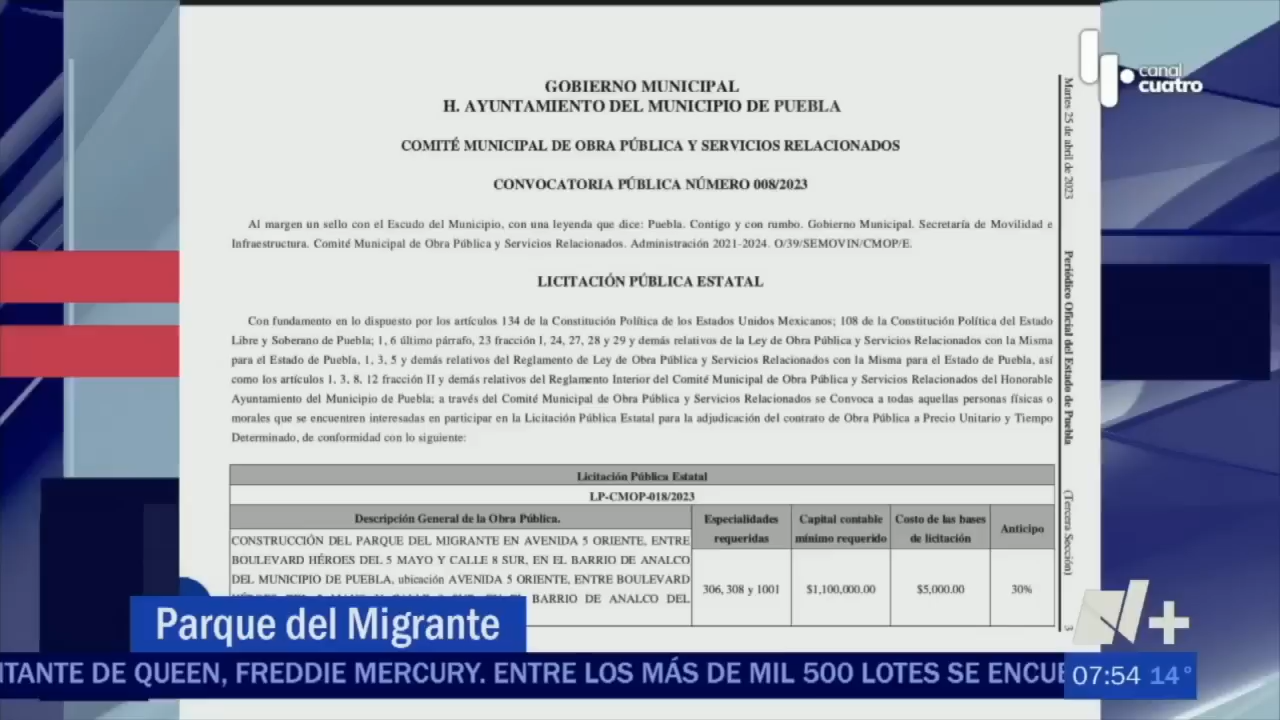 GOBIERNO MUNICIPAL
H. AYUNTAMIENTO DEL MUNICIPIO DE PUEBLA
COMITÉ MUNICIPAL DE OBRA PÚBLICA Y SERVICIOS RELACIONADOS
CONVOCATORIA PÚBLICA NÚMERO 008/2023
Al margen un sello con el Escudo del Municipio, con una leyenda que dice: Puebla. Contigo y con rumbo. Gobierno Municipal. Secretaría de Movilidad e
Infraestructura. Comité Municipal de Obra Pública y Servicios Relacionados. Administración 2021-2024. O/39/SEMOVIN/CMOP/E.
LICITACIÓN PÚBLICA ESTATAL
Con fundamento en lo dispuesto por los artículos 134 de la Constitución Política de los Estados Unidos Mexicanos; 108 de la Constitución Política del Estado
Libre y Soberano de Puebla; 1, 6 último párrafo, 23 fracción I, 24, 27, 28 y 29 y demás relativos de la Ley de Obra Pública y Servicios Relacionados con la Misma
para el Estado de Puebla, 1, 3, 5 y demás relativos del Reglamento de Ley de Obra Pública y Servicios Relacionados con la Misma para el Estado de Puebla, así
como los artículos 1, 3, 8, 12 fracción II y demás relativos del Reglamento Interior del Comité Municipal de Obra Pública y Servicios Relacionados del Honorable
Ayuntamiento del Municipio de Puebla; a través del Comité Municipal de Obra Pública y Servicios Relacionados se Convoca a todas aquellas personas físicas o
morales que se encuentren interesadas en participar en la Licitación Pública Estatal para la adjudicación del contrato de Obra Pública a Precio Unitario y Tiempo
Determinado, de conformidad con lo siguiente:
Licitación Pública Estatal
LP-CMOP-018/2023
Descripción General de la Obra Pública.
Especialidades
requeridas
Capital contable
mínimo requerido
Costo de las bases
de licitación
Anticipo
CONSTRUCCIÓN DEL PARQUE DEL MIGRANTE EN AVENIDA 5 ORIENTE, ENTRE
BOULEVARD HÉROES DEL 5 MAYO Y CALLE 8 SUR, EN EL BARRIO DE ANALCO
DEL MUNICIPIO DE PUEBLA, ubicación AVENIDA 5 ORIENTE, ENTRE BOULEVARD
BARRIO DE ANALCO DEL
306, 308 y 1001
$1,100,000.00
$5,000.00
30%
Martes 25 de abril de 2023
Periódico Oficial del Estado de Puebla
(Tercera Sección)
3
canal
cuatro
N+
Parque del Migrante
ITANTE DE QUEEN, FREDDIE MERCURY. ENTRE LOS MÁS DE MIL 500 LOTES SE ENCUE
07:54 14°